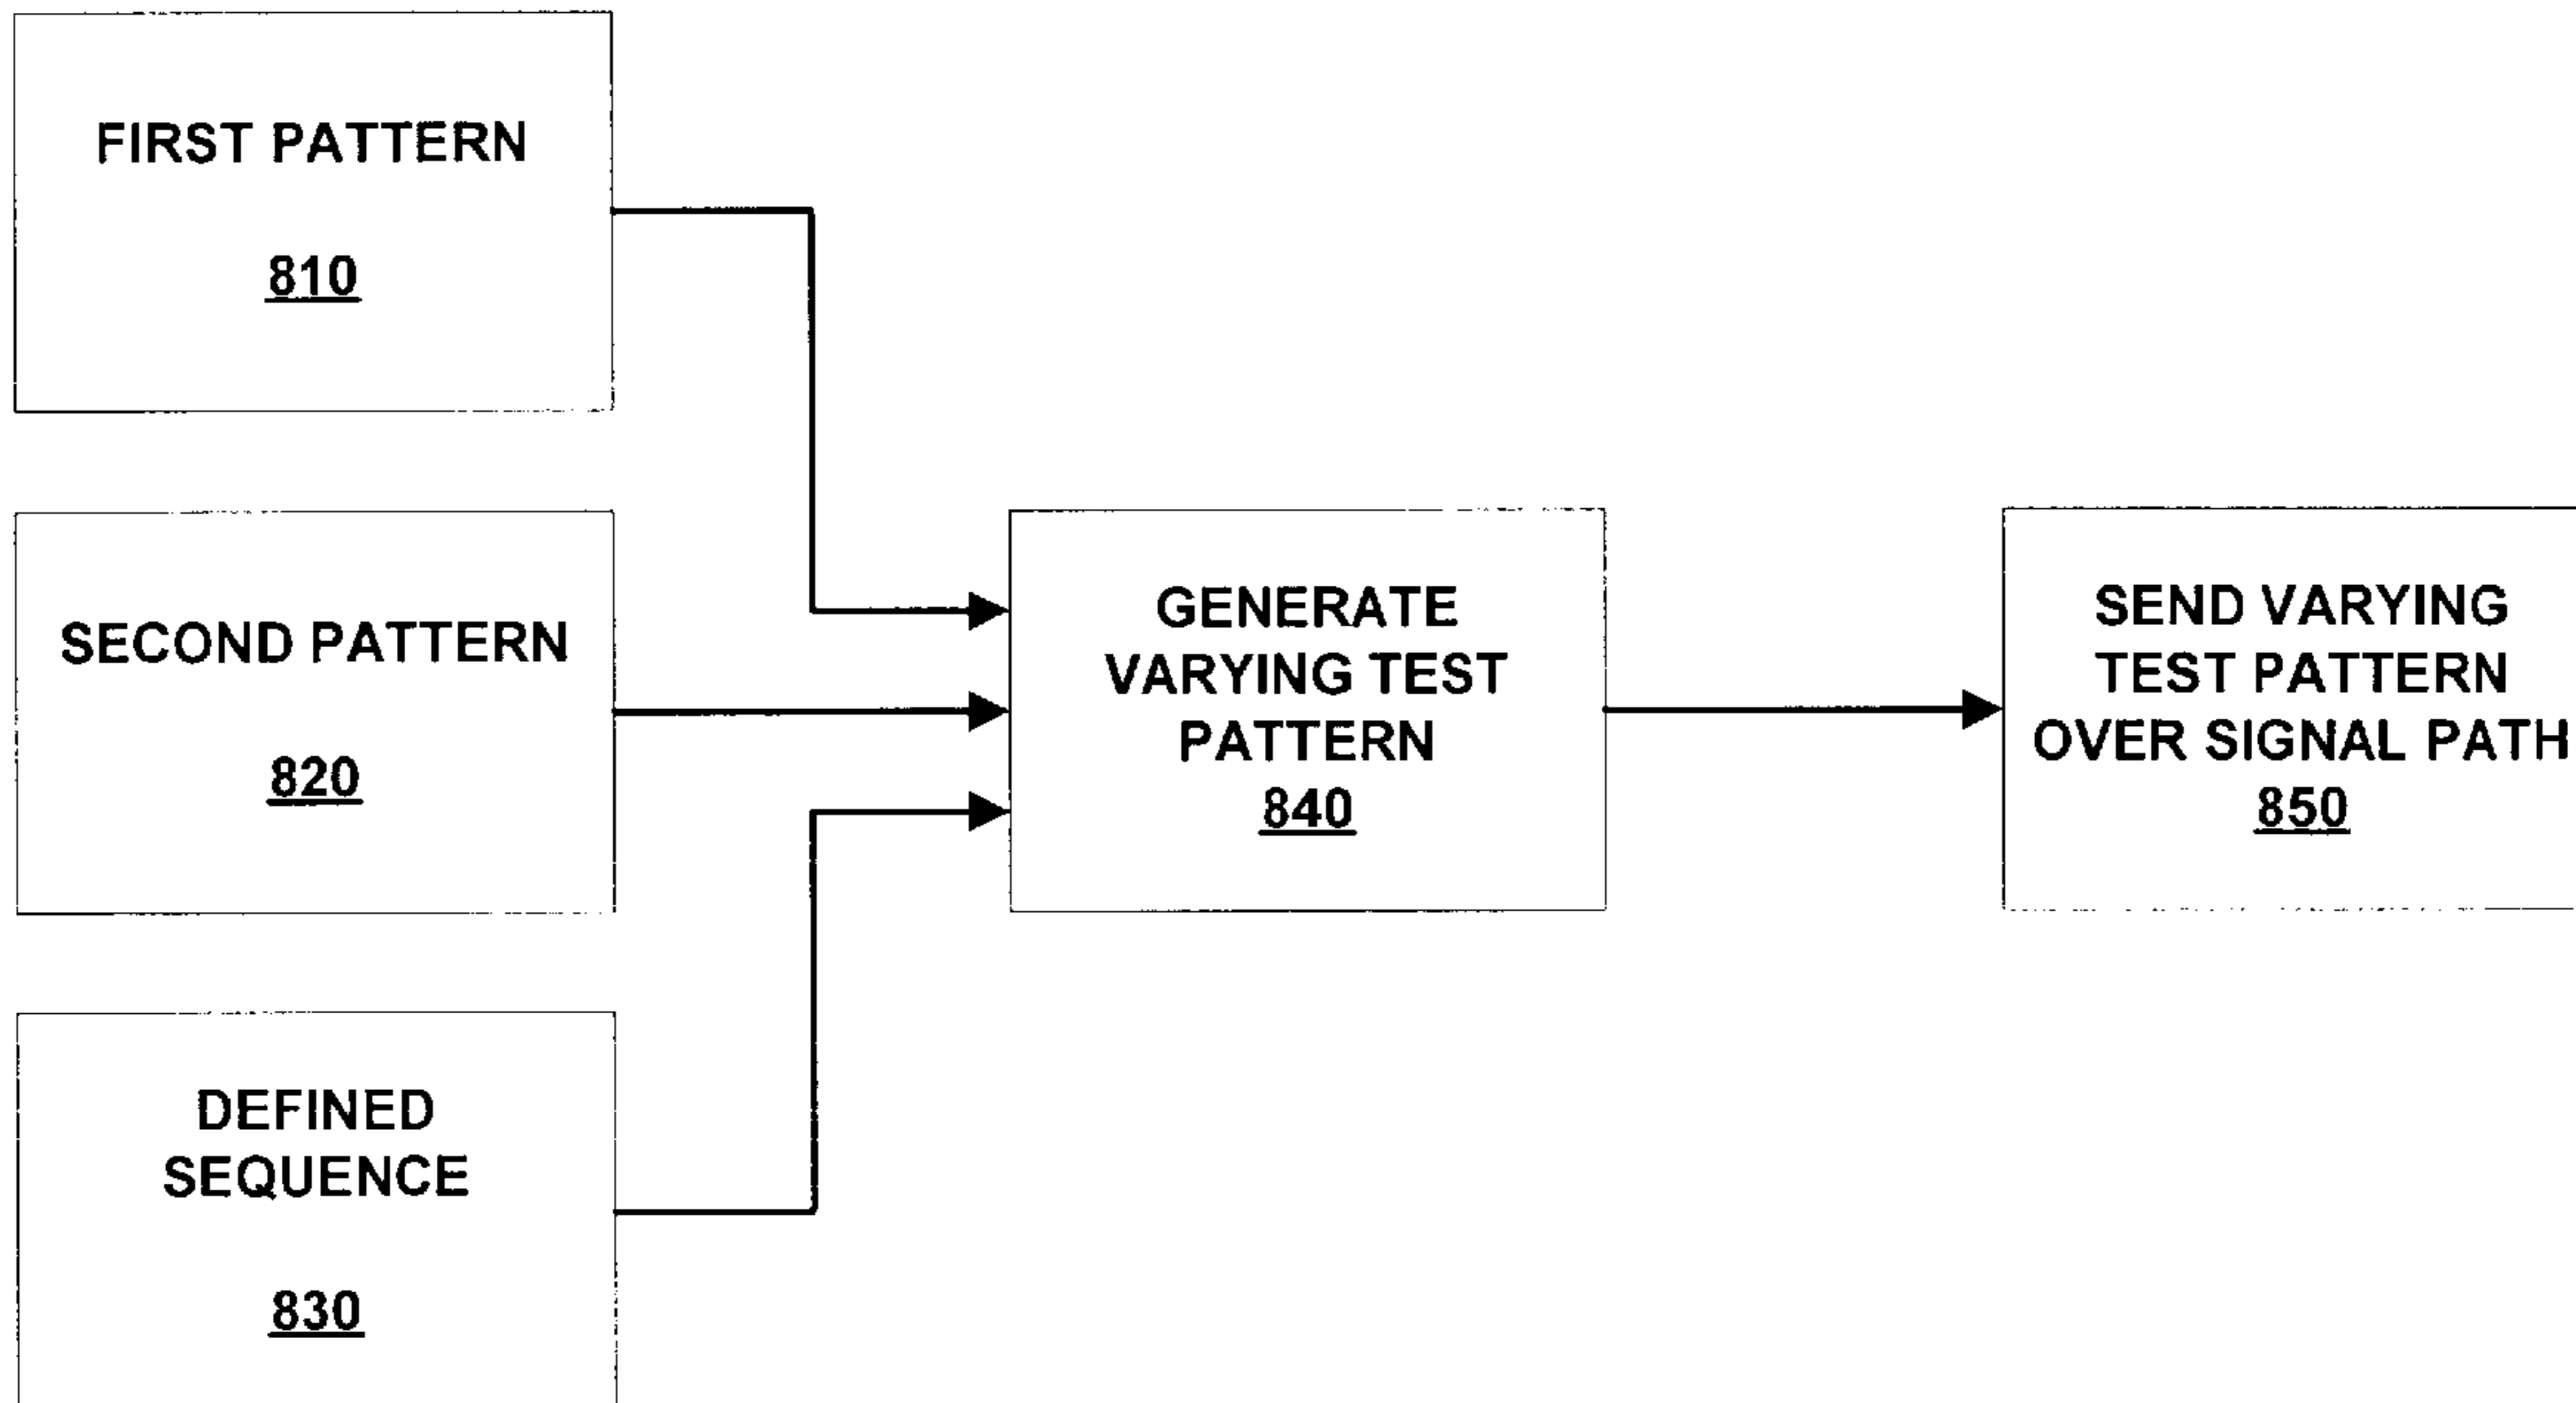 FIRST PATTERN
810
SECOND PATTERN
820
DEFINED
SEQUENCE
830
GENERATE
VARYING TEST
PATTERN
840
SEND VARYING
TEST PATTERN
OVER SIGNAL PATH
850